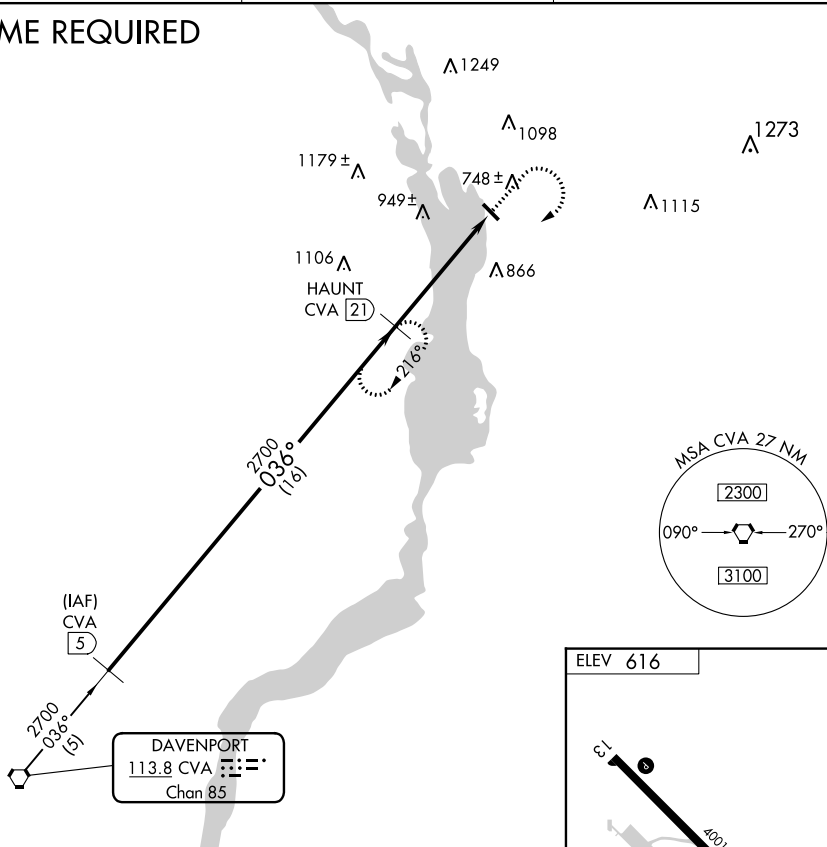 ME REQUIRED
1249
1098
1273
1179 ±
748 ±
949±
1115
1106
866
HAUNT
CVA 21
216°
2700
036°
(16)
MSA CVA 27 NM
2300
090°
270°
3100
(IAF)
CVA
5
2700
036°
(5)
DAVENPORT
113.8 CVA
Chan 85
ELEV 616
13
P
4001